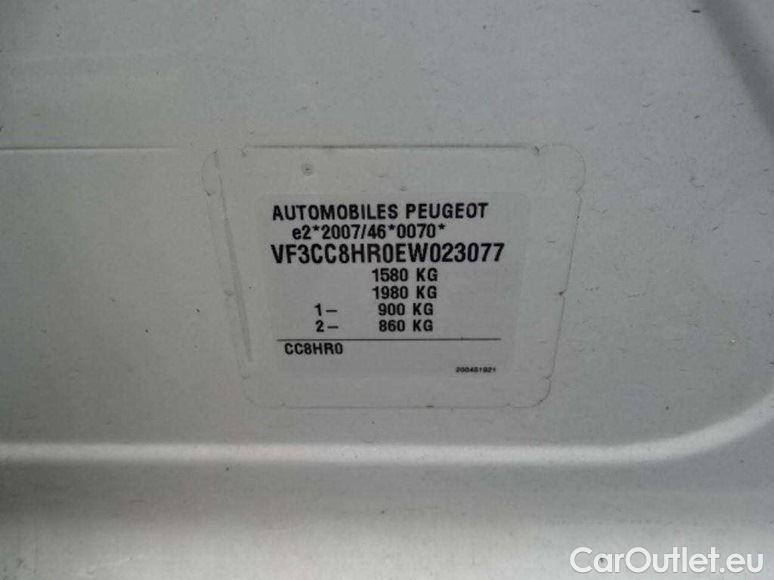 AUTOMOBILES PEUGEOT
e2*2007/46*0070*
VF3CC8HR0EW023077
1580 KG
1980 KG
1- 900 KG
2- 860 KG
CC8HR0
200451921
CarOutlet.eu